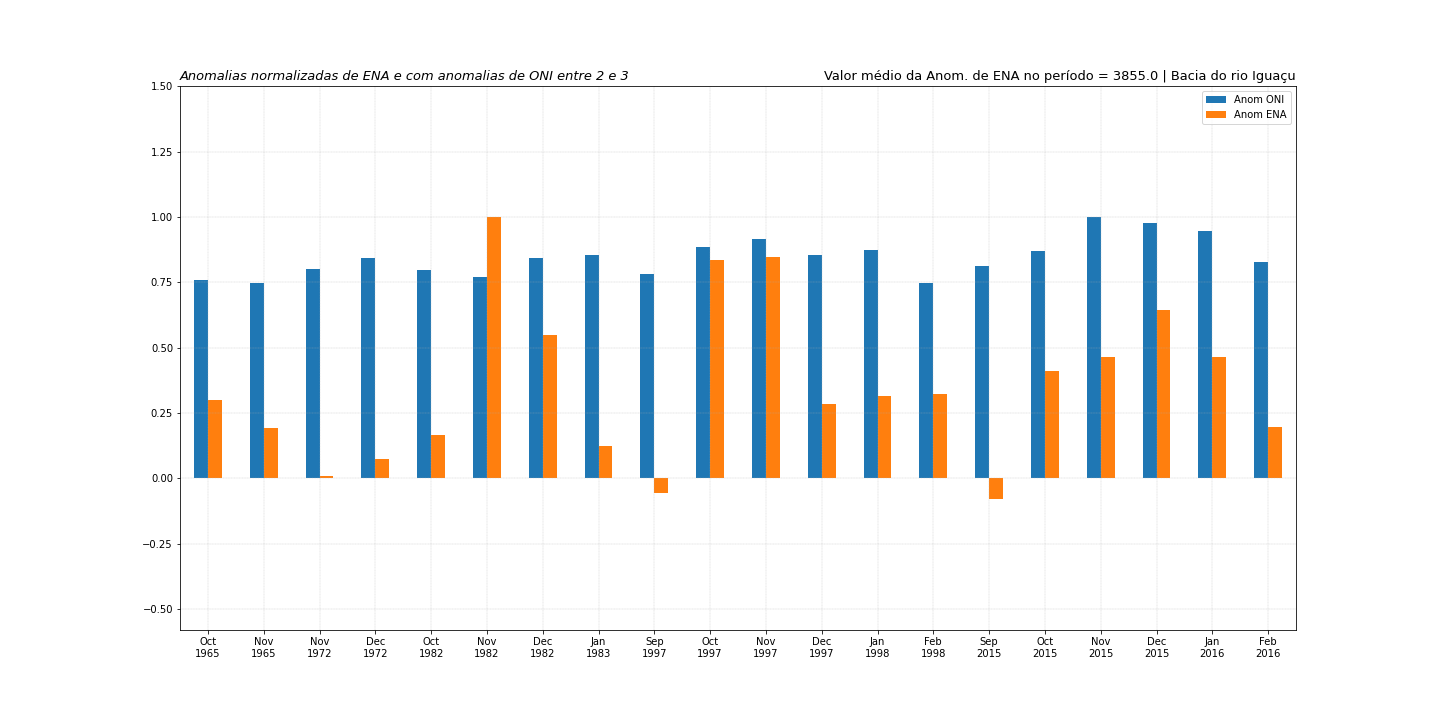 Anomalias normalizadas de ENA e com anomalias de ONI entre 2 e 3
Valor médio da Anom. de ENA no período = 3855.0 | Bacia do rio Iguaçu
Anom ONI
Anom ENA
1.50
1.25
1.00
0.75
0.50
0.25
0.00
−0.25
−0.50
Oct Nov Nov Dec Oct Nov Dec Jan Sep Oct Nov Dec Jan Feb Sep Oct Nov Dec Jan Feb
1965 1965 1972 1972 1982 1982 1982 1983 1997 1997 1997 1997 1998 1998 2015 2015 2015 2015 2016 2016